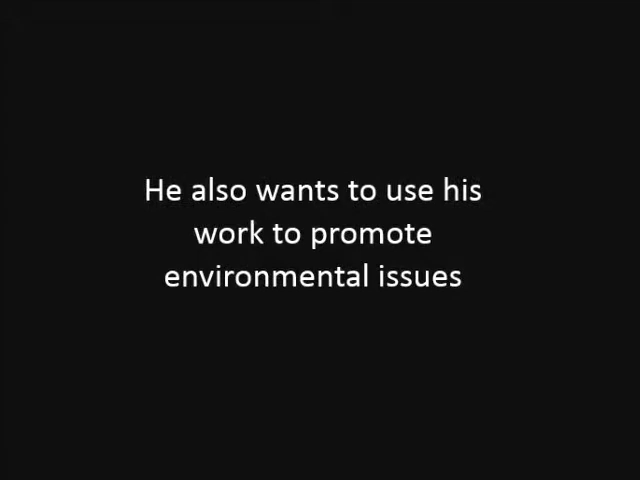 He also wants to use his
work to promote
environmental issues